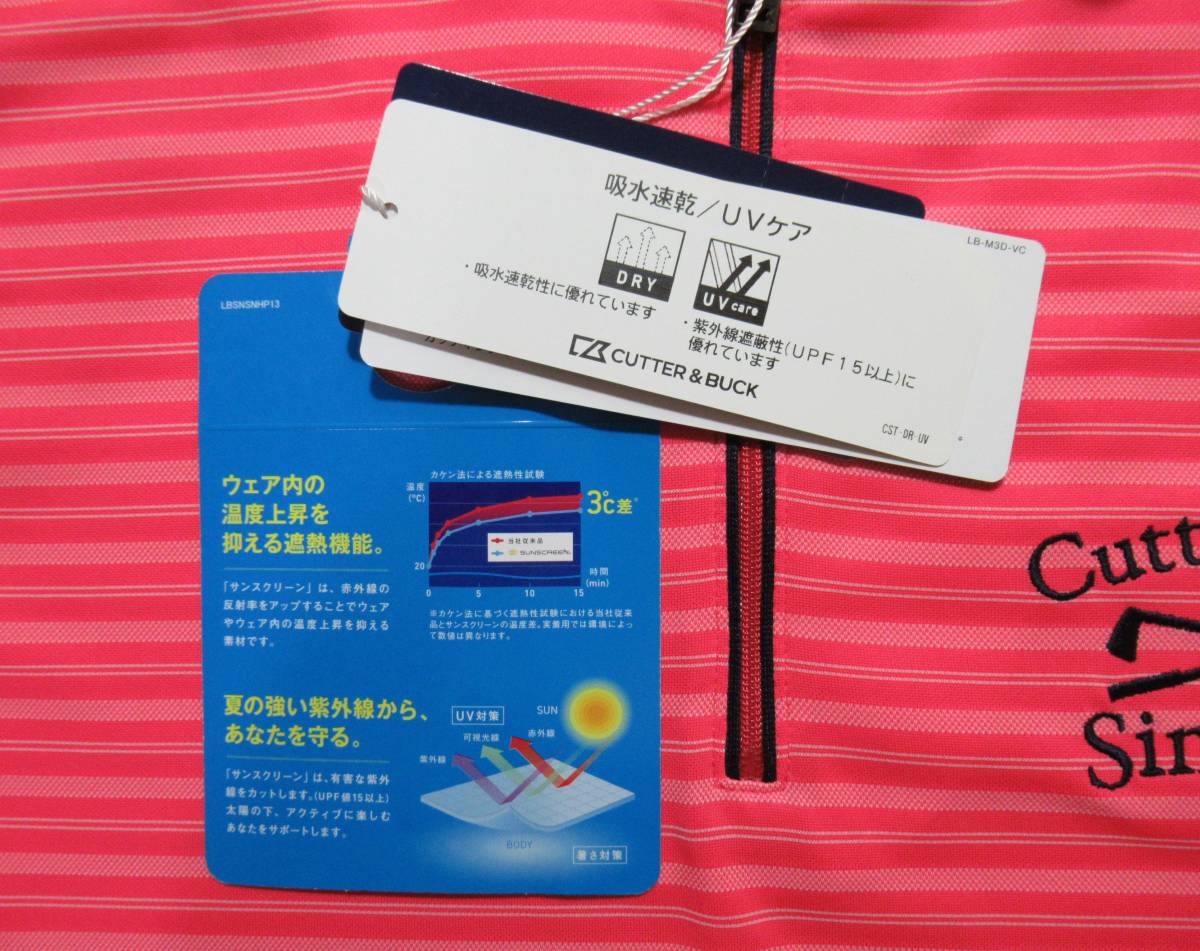 吸水速乾/UVケア
LB-M3D-VC
DRY
UVcare
・吸水速乾性に優れています
・紫外線遮蔽性(UPF15以上)に
優れています
CUTTER & BUCK
CST-DR-UV
LBSNSNHP13
ウェア内の
温度上昇を
抑える遮熱機能。
「サンスクリーン」は、赤外線の
反射率をアップすることでウェア
やウェア内の温度上昇を抑える
素材です。
カケン法による遮熱性試験
温度
(℃)
3℃差※
当社従来品
SUNSCREEN
20
0 5 10 15
時間
(min)
※カケン法に基づく遮熱性試験における当社従来
品とサンスクリーンの温度差。実着用では環境によっ
て数値は異なります。
夏の強い紫外線から、
あなたを守る。
「サンスクリーン」は、有害な紫外
線をカットします。(UPF値15以上)
太陽の下、アクティブに楽しむ
あなたをサポートします。
UV対策
SUN
可視光線
赤外線
紫外線
BODY
暑さ対策
Cutt
Sin